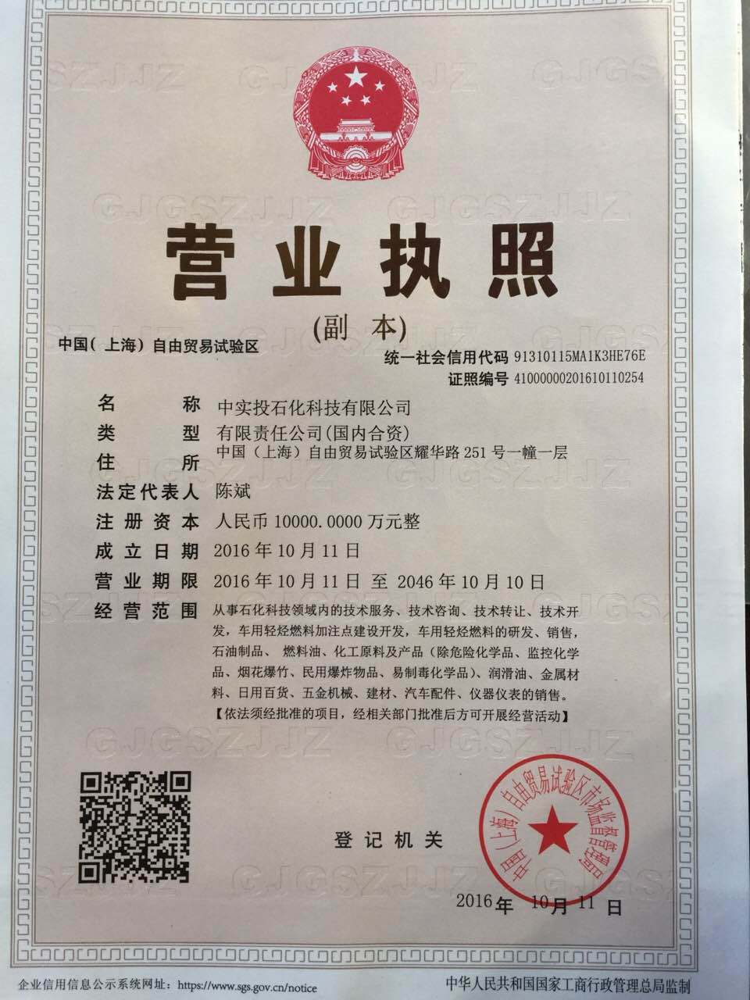 营业执照
(副本)
中国(上海)自由贸易试验区
统一社会信用代码 91310115MA1K3HE76E
证照编号 41000000201610110254
名称 中实投石化科技有限公司
类型 有限责任公司(国内合资)
住所 中国（上海）自由贸易试验区耀华路 251 号一幢一层
法定代表人 陈斌
注册资本 人民币 10000.0000 万元整
成立日期 2016 年 10 月 11 日
营业期限 2016 年 10 月 11 日 至 2046 年 10 月 10 日
经营范围 从事石化科技领域内的技术服务、技术咨询、技术转让、技术开
发，车用轻烃燃料加注点建设开发，车用轻烃燃料的研发、销售，
石油制品、 燃料油、化工原料及产品（除危险化学品、监控化学
品、烟花爆竹、民用爆炸物品、易制毒化学品）、润滑油、金属材
料、日用百货、五金机械、建材、汽车配件、仪器仪表的销售。
【依法须经批准的项目，经相关部门批准后方可开展经营活动】
中国(上海)自由贸易试验区市场监督管理局
登记机关
2016 年 10 月 11 日
企业信用信息公示系统网址：https://www.sgs.gov.cn/notice
中华人民共和国国家工商行政管理总局监制
GJGSZJJZ